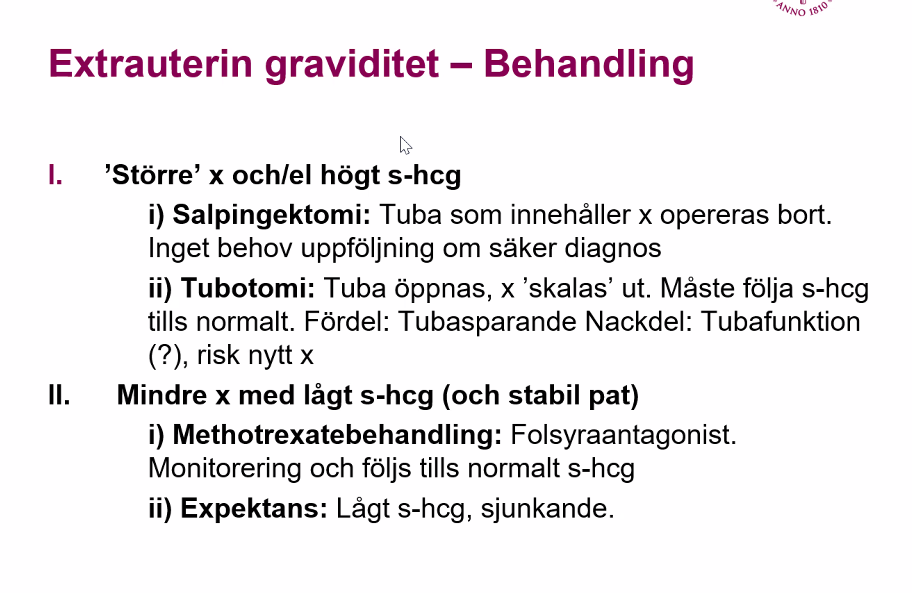 ANNO 1810
Extrauterin graviditet – Behandling
I. ’Större’ x och/el högt s-hcg
i) Salpingektomi: Tuba som innehåller x opereras bort.
Inget behov uppföljning om säker diagnos
ii) Tubotomi: Tuba öppnas, x ’skalas’ ut. Måste följa s-hcg
tills normalt. Fördel: Tubasparande Nackdel: Tubafunktion
(?), risk nytt x
II. Mindre x med lågt s-hcg (och stabil pat)
i) Methotrexatebehandling: Folsyraantagonist.
Monitorering och följs tills normalt s-hcg
ii) Expektans: Lågt s-hcg, sjunkande.